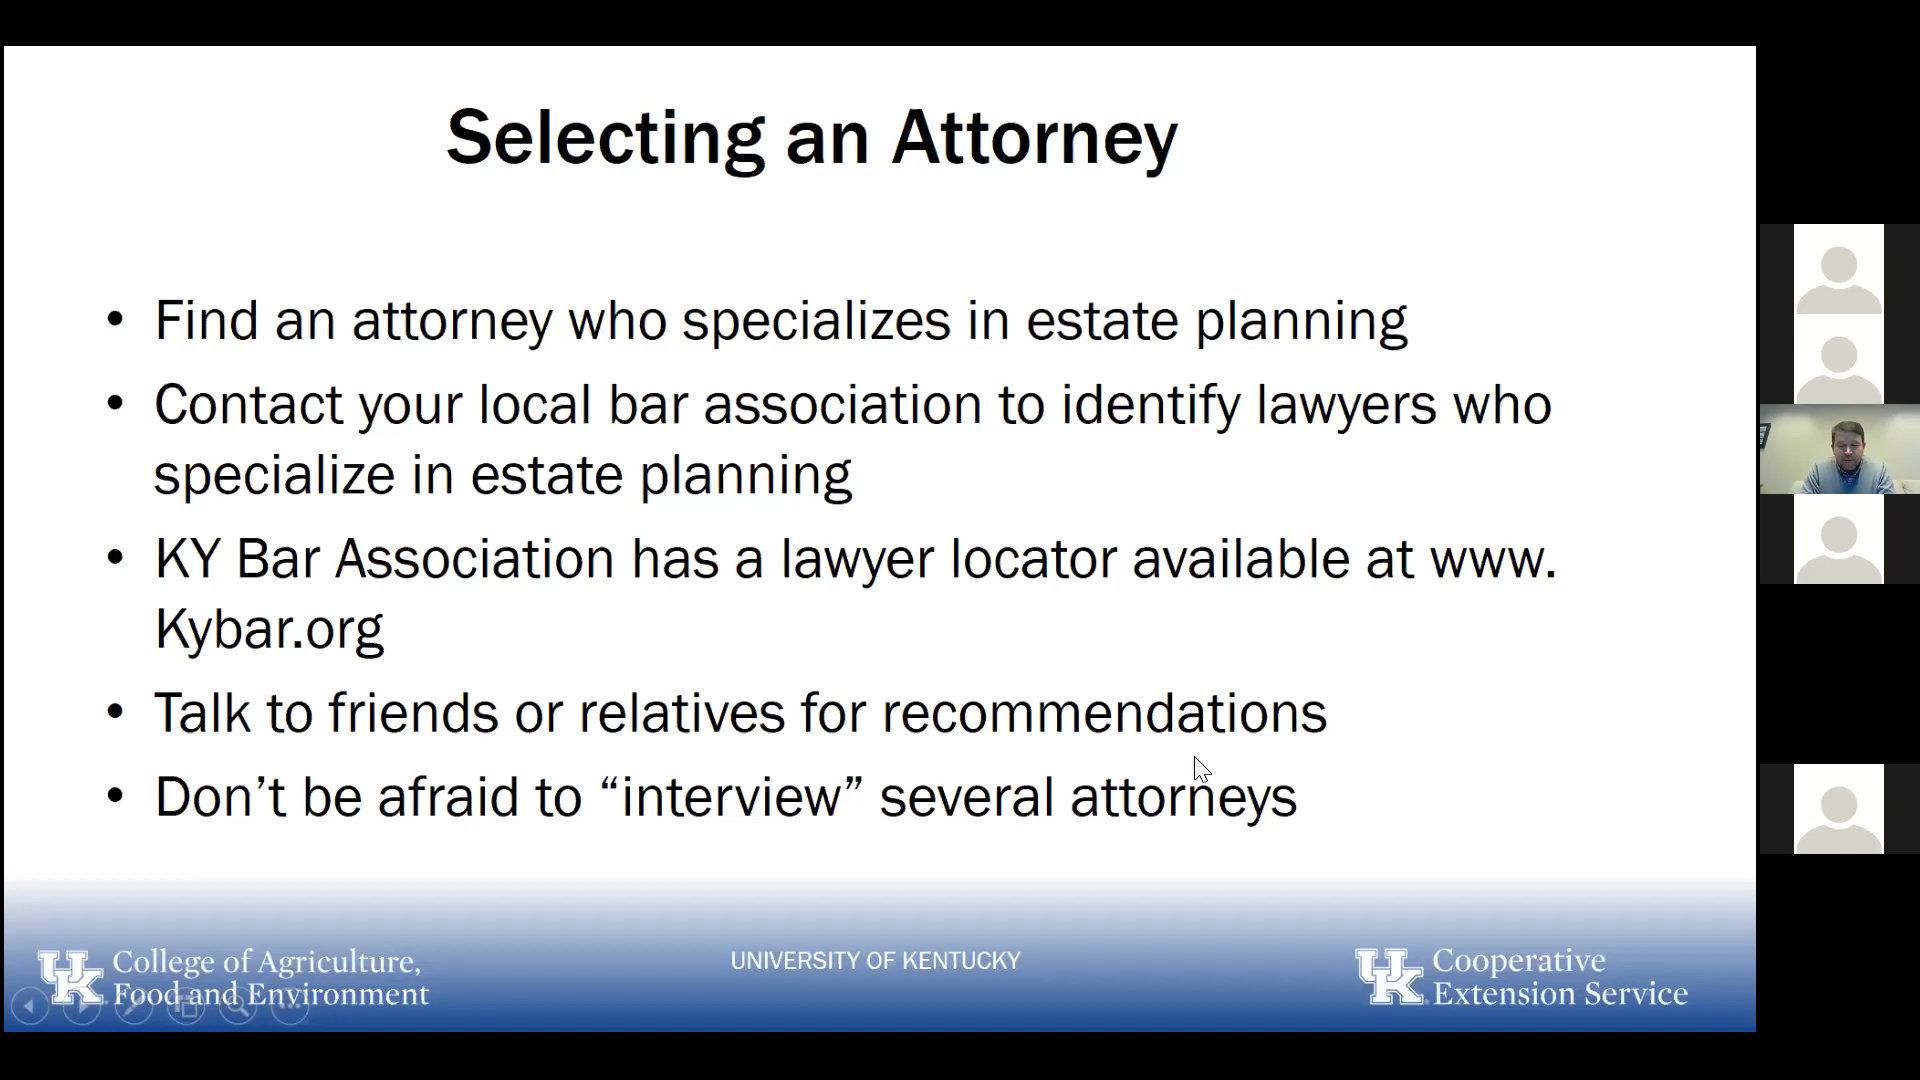 Selecting an Attorney
• Find an attorney who specializes in estate planning
• Contact your local bar association to identify lawyers who
specialize in estate planning
• KY Bar Association has a lawyer locator available at www.
Kybar.org
• Talk to friends or relatives for recommendations
• Don’t be afraid to “interview” several attorneys
UK College of Agriculture,
Food and Environment
UNIVERSITY OF KENTUCKY
UK Cooperative
Extension Service